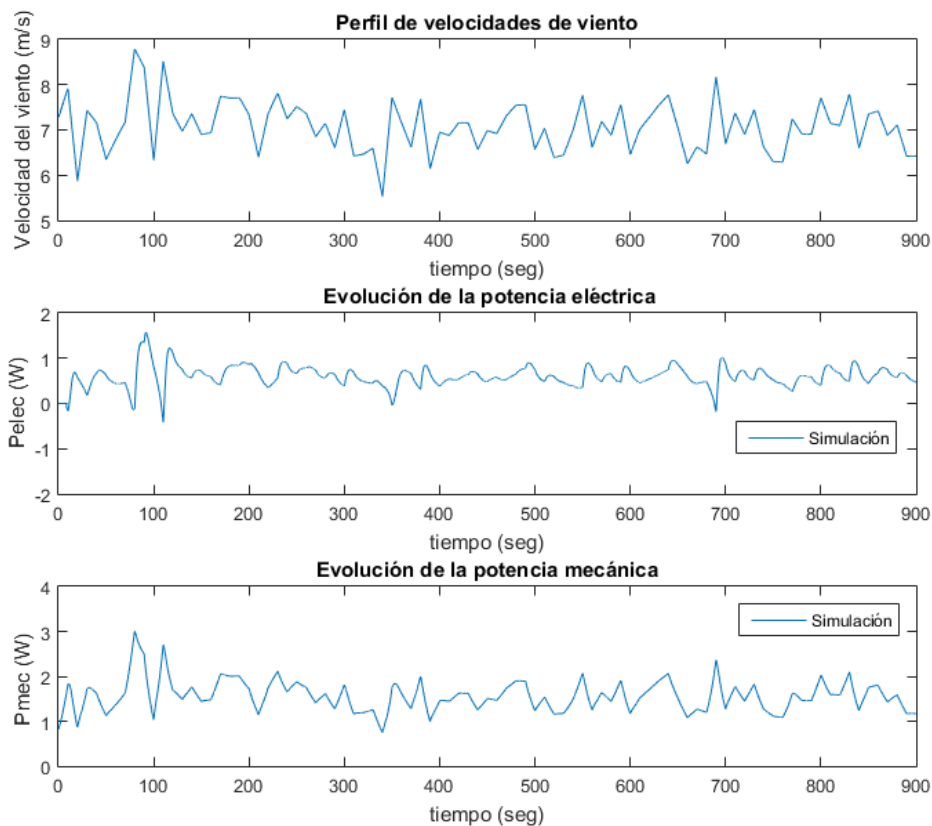 Perfil de velocidades de viento
Velocidad del viento (m/s)
9
8
7
6
5
0 100 200 300 400 500 600 700 800 900
tiempo (seg)
Evolución de la potencia eléctrica
Pelec (W)
2
1
0
-1
-2
Simulación
0 100 200 300 400 500 600 700 800 900
tiempo (seg)
Evolución de la potencia mecánica
Pmec (W)
4
3
2
1
0
Simulación
0 100 200 300 400 500 600 700 800 900
tiempo (seg)